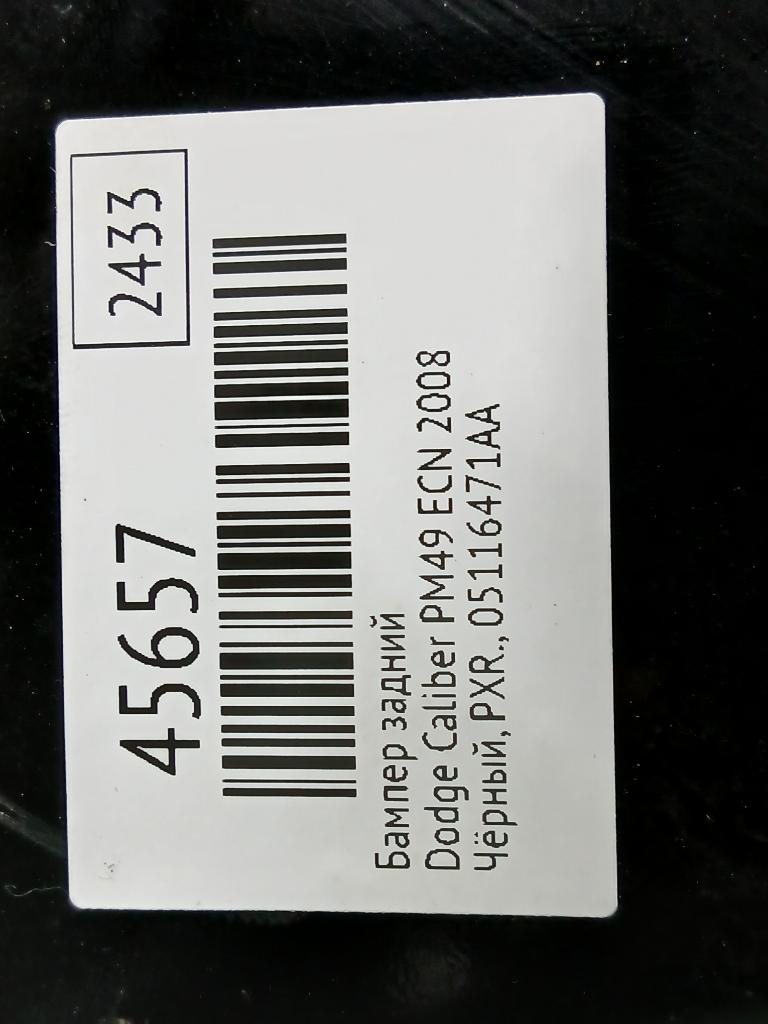 45657
2433
Бампер задний
Dodge Caliber PM49 ECN 2008
Чёрный, PXR., 05116471AA